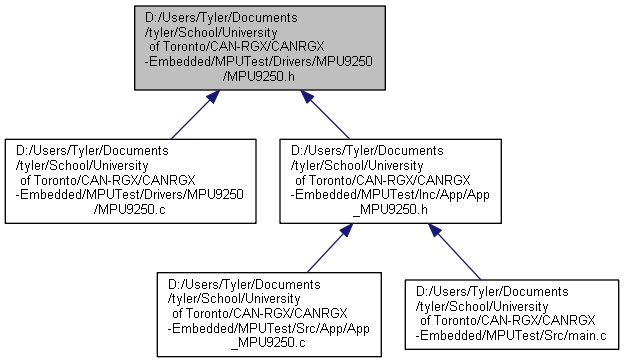 D:/Users/Tyler/Documents
/tyler/School/University
of Toronto/CAN-RGX/CANRGX
-Embedded/MPUTest/Drivers/MPU9250
/MPU9250.h
D:/Users/Tyler/Documents
/tyler/School/University
of Toronto/CAN-RGX/CANRGX
-Embedded/MPUTest/Drivers/MPU9250
/MPU9250.c
D:/Users/Tyler/Documents
/tyler/School/University
of Toronto/CAN-RGX/CANRGX
-Embedded/MPUTest/Inc/App/App
_MPU9250.h
D:/Users/Tyler/Documents
/tyler/School/University
of Toronto/CAN-RGX/CANRGX
-Embedded/MPUTest/Src/App/App
_MPU9250.c
D:/Users/Tyler/Documents
/tyler/School/University
of Toronto/CAN-RGX/CANRGX
-Embedded/MPUTest/Src/main.c